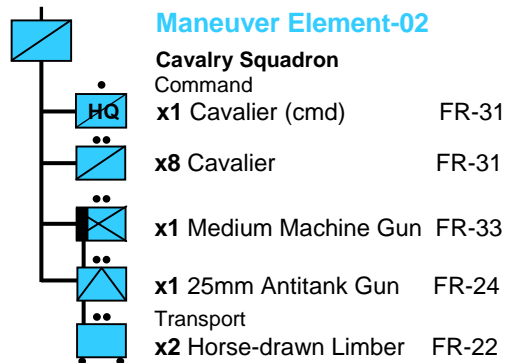 Maneuver Element-02
Cavalry Squadron
Command
HQ x1 Cavalier (cmd) FR-31
x8 Cavalier FR-31
x1 Medium Machine Gun FR-33
x1 25mm Antitank Gun FR-24
Transport
x2 Horse-drawn Limber FR-22